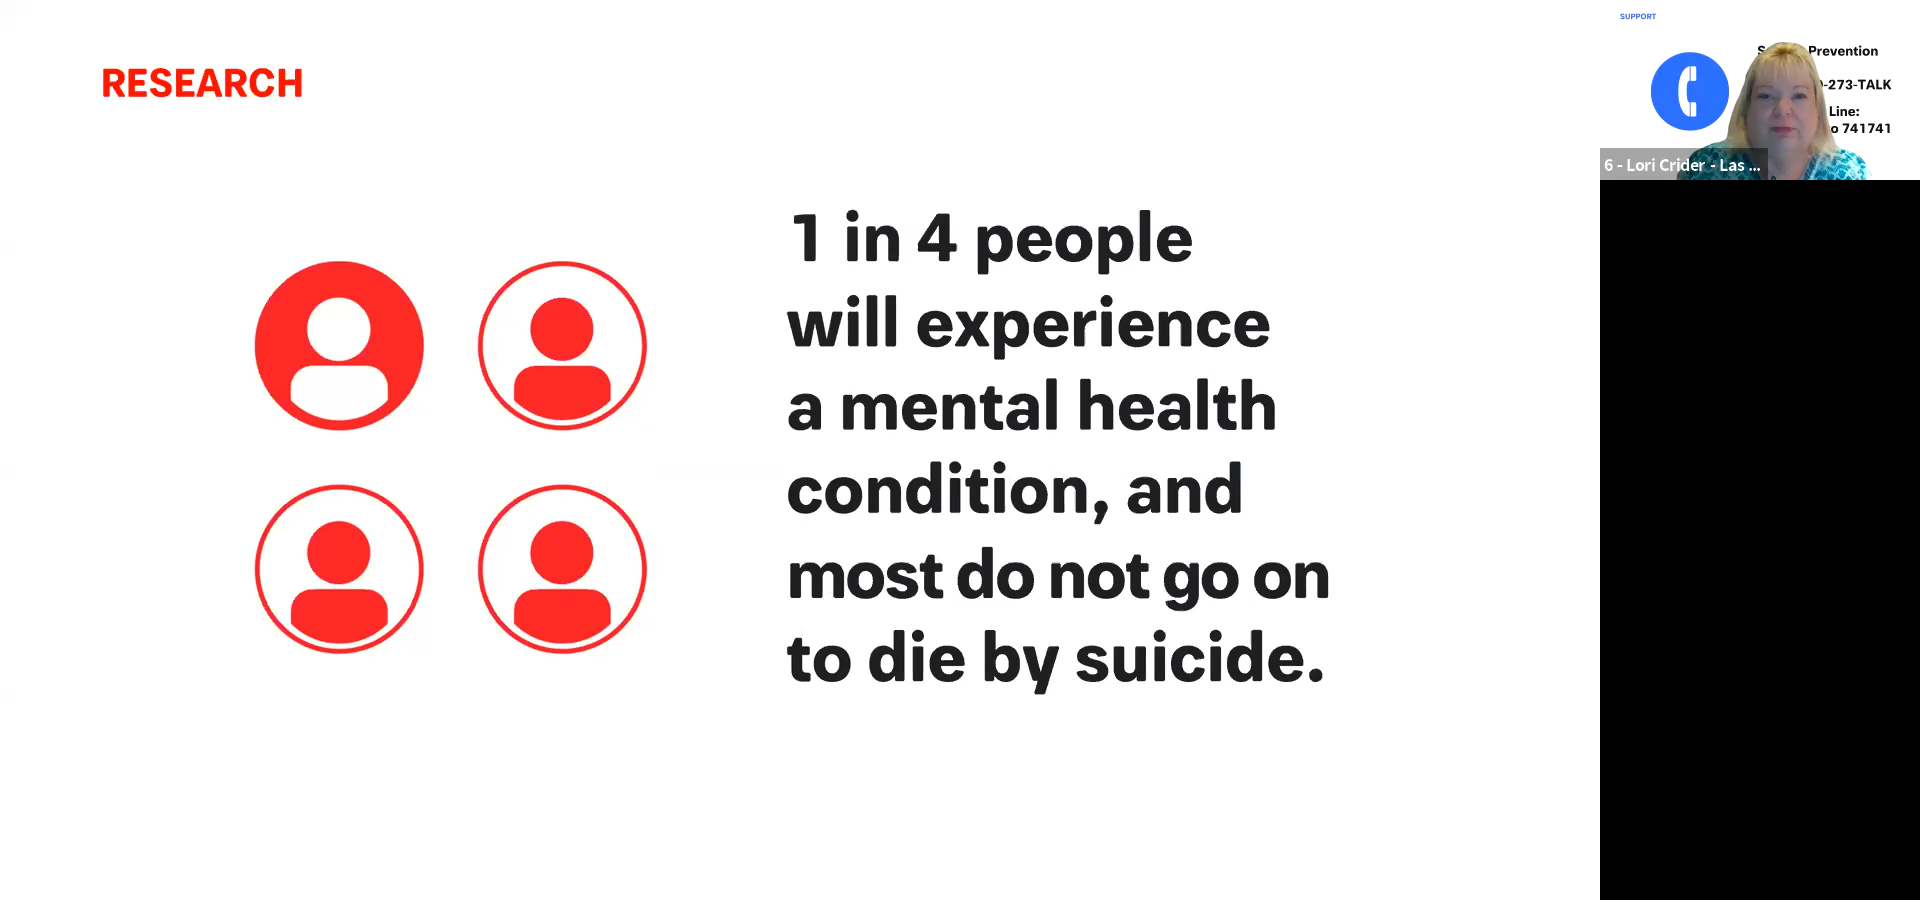 RESEARCH
1 in 4 people
will experience
a mental health
condition, and
most do not go on
to die by suicide.
SUPPORT
Prevention
-273-TALK
Line:
741741
6 - Lori Crider - Las ...